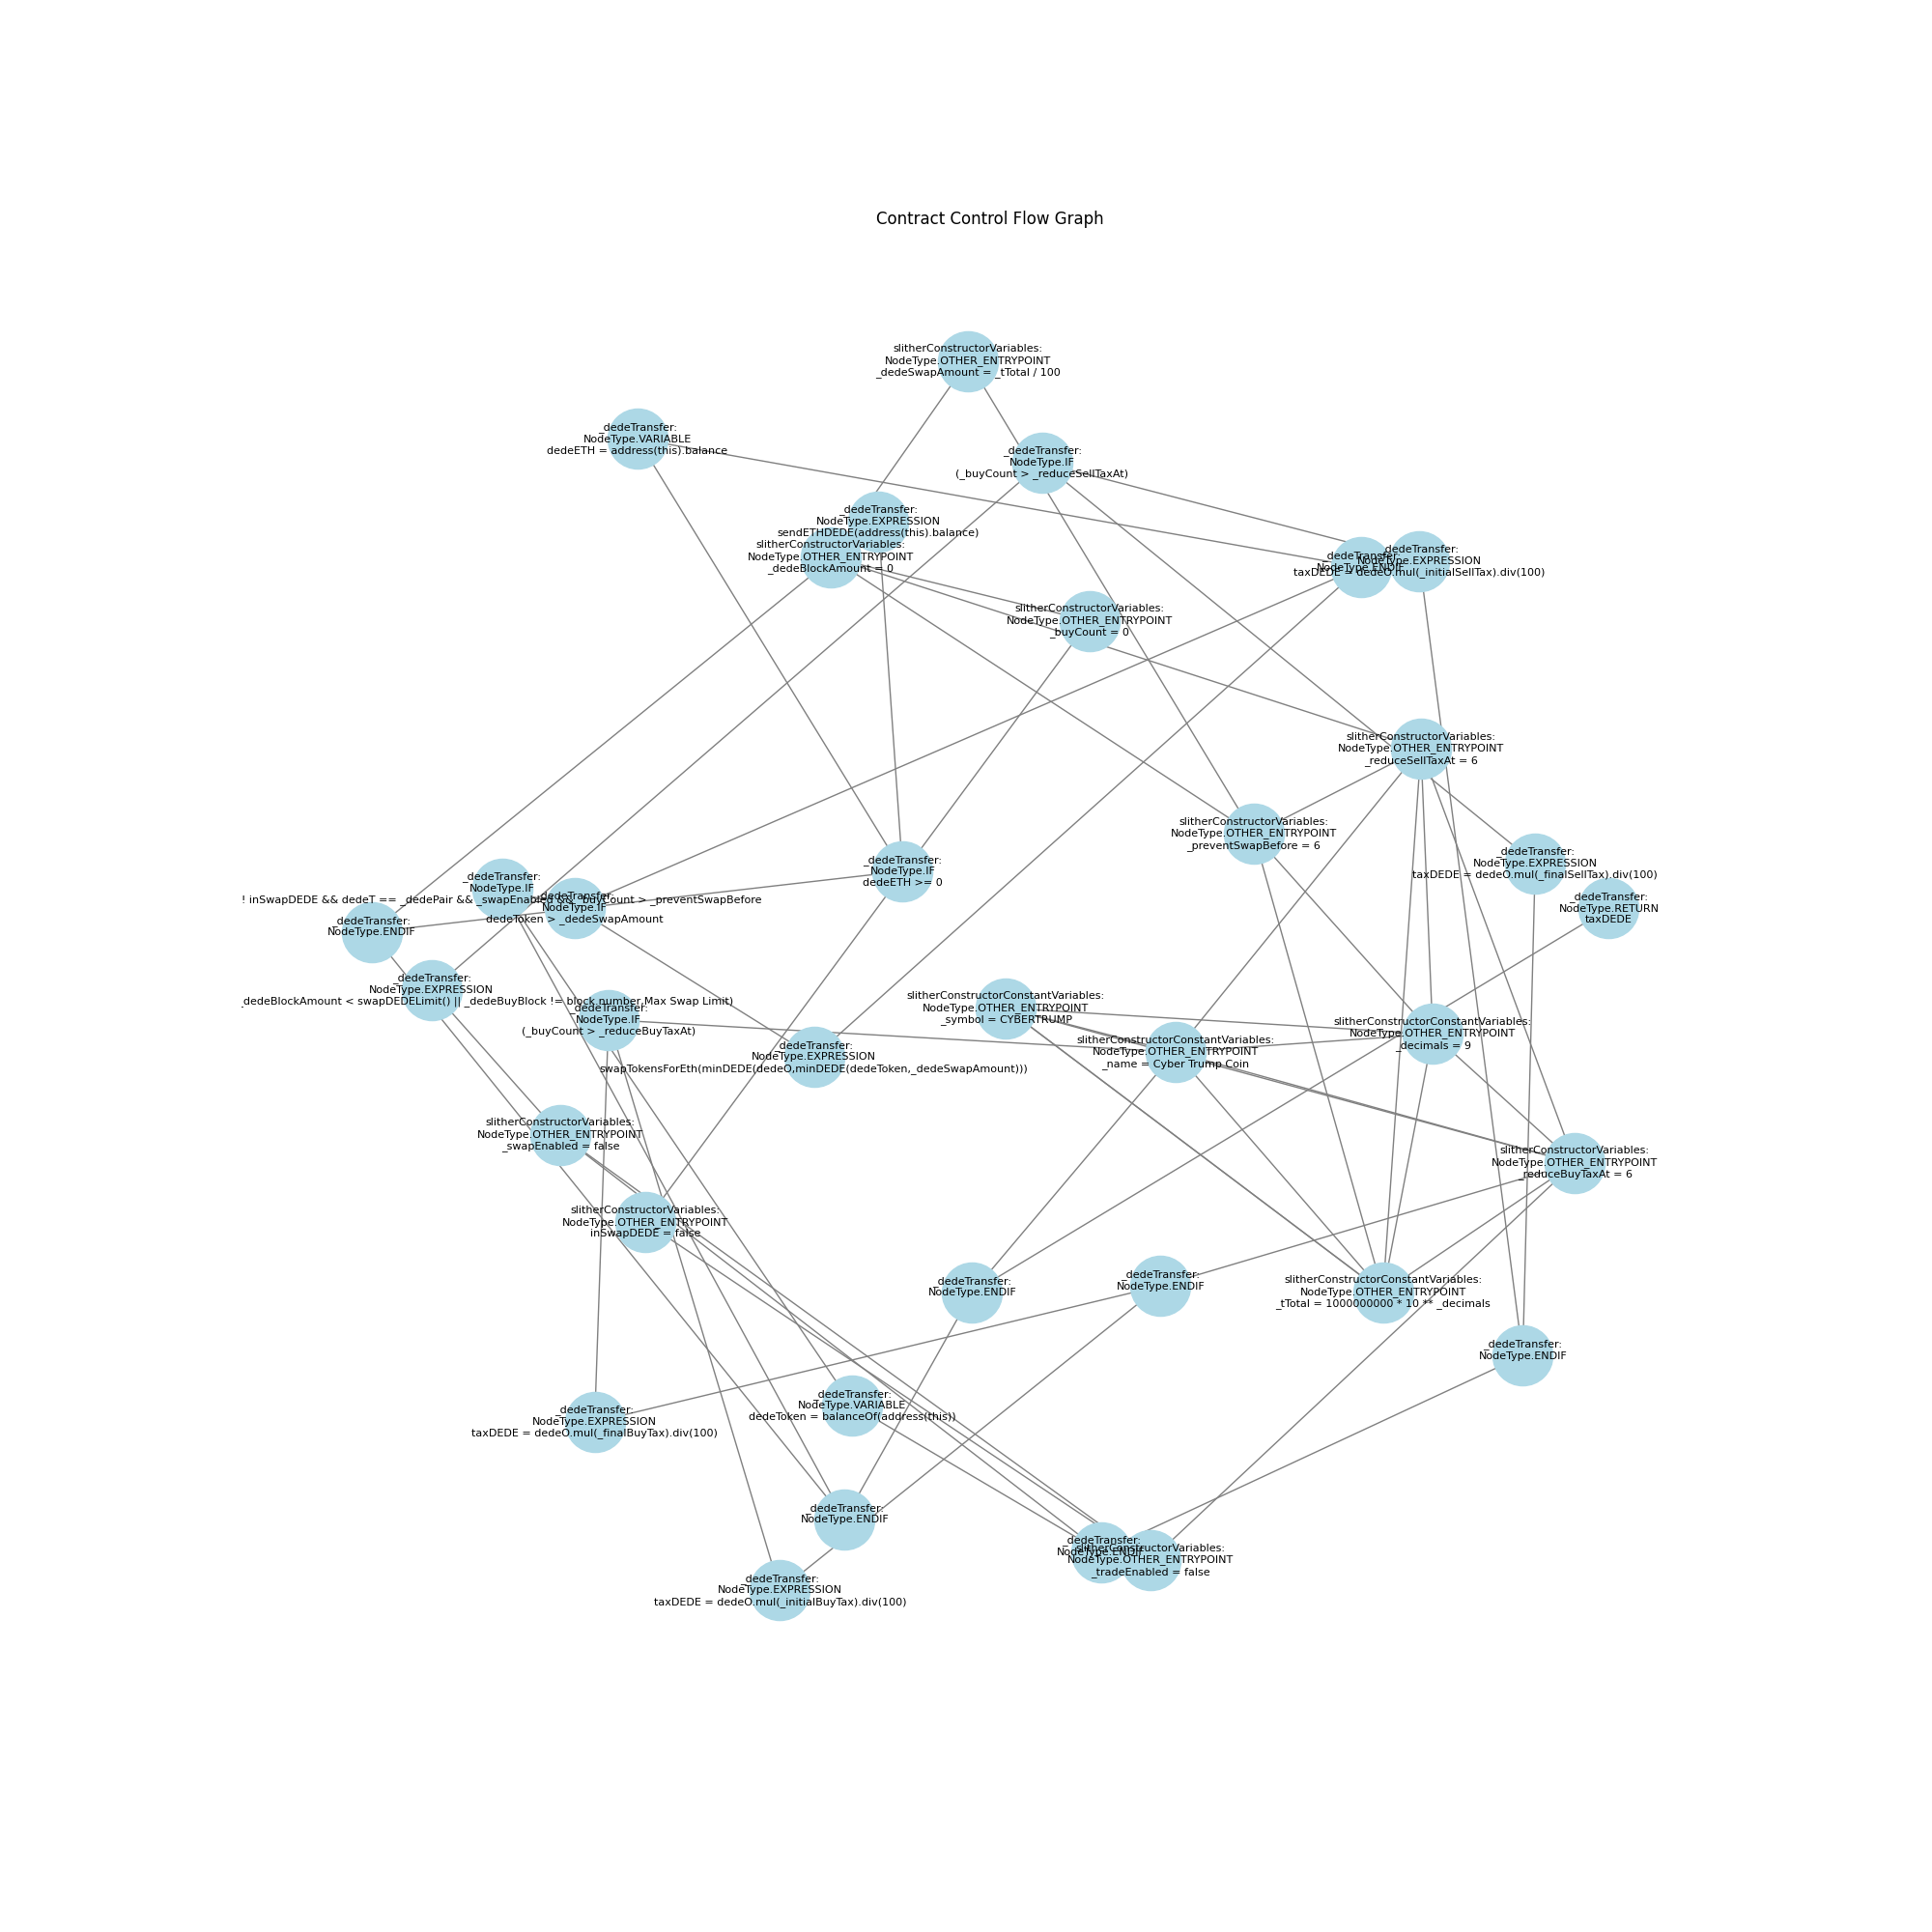 Contract Control Flow Graph
slitherConstructorVariables:
NodeType.OTHER_ENTRYPOINT
_dedeSwapAmount = _tTotal / 100
_dedeTransfer:
NodeType.VARIABLE
dedeETH = address(this).balance
_dedeTransfer:
NodeType.IF
(_buyCount > _reduceSellTaxAt)
_dedeTransfer:
NodeType.EXPRESSION
sendETHDEDE(address(this).balance)
slitherConstructorVariables:
NodeType.OTHER_ENTRYPOINT
_dedeBlockAmount = 0
_dedeTransfer:
NodeType.ENDIF
_dedeTransfer:
NodeType.EXPRESSION
taxDEDE = dedeO.mul(_initialSellTax).div(100)
slitherConstructorVariables:
NodeType.OTHER_ENTRYPOINT
_buyCount = 0
slitherConstructorVariables:
NodeType.OTHER_ENTRYPOINT
_reduceSellTaxAt = 6
slitherConstructorVariables:
NodeType.OTHER_ENTRYPOINT
_preventSwapBefore = 6
_dedeTransfer:
NodeType.EXPRESSION
taxDEDE = dedeO.mul(_finalSellTax).div(100)
_dedeTransfer:
NodeType.IF
dedeETH >= 0
_dedeTransfer:
NodeType.IF
! inSwapDEDE && dedeT == _dedePair && _swapEnabled && _buyCount > _preventSwapBefore
_dedeTransfer:
NodeType.IF
dedeToken > _dedeSwapAmount
_dedeTransfer:
NodeType.RETURN
taxDEDE
_dedeTransfer:
NodeType.ENDIF
_dedeTransfer:
NodeType.EXPRESSION
_dedeBlockAmount < swapDEDELimit() || _dedeBuyBlock != block.number,Max Swap Limit)
_dedeTransfer:
NodeType.IF
(_buyCount > _reduceBuyTaxAt)
slitherConstructorConstantVariables:
NodeType.OTHER_ENTRYPOINT
_symbol = CYBERTRUMP
slitherConstructorConstantVariables:
NodeType.OTHER_ENTRYPOINT
_decimals = 9
slitherConstructorConstantVariables:
NodeType.OTHER_ENTRYPOINT
_name = Cyber Trump Coin
_dedeTransfer:
NodeType.EXPRESSION
swapTokensForEth(minDEDE(dedeO,minDEDE(dedeToken,_dedeSwapAmount)))
slitherConstructorVariables:
NodeType.OTHER_ENTRYPOINT
_swapEnabled = false
slitherConstructorVariables:
NodeType.OTHER_ENTRYPOINT
_reduceBuyTaxAt = 6
slitherConstructorVariables:
NodeType.OTHER_ENTRYPOINT
inSwapDEDE = false
_dedeTransfer:
NodeType.ENDIF
_dedeTransfer:
NodeType.ENDIF
slitherConstructorConstantVariables:
NodeType.OTHER_ENTRYPOINT
_tTotal = 1000000000 * 10 ** _decimals
_dedeTransfer:
NodeType.ENDIF
_dedeTransfer:
NodeType.VARIABLE
dedeToken = balanceOf(address(this))
_dedeTransfer:
NodeType.EXPRESSION
taxDEDE = dedeO.mul(_finalBuyTax).div(100)
_dedeTransfer:
NodeType.ENDIF
_dedeTransfer:
NodeType.ENDIF
slitherConstructorVariables:
NodeType.OTHER_ENTRYPOINT
_tradeEnabled = false
_dedeTransfer:
NodeType.EXPRESSION
taxDEDE = dedeO.mul(_initialBuyTax).div(100)